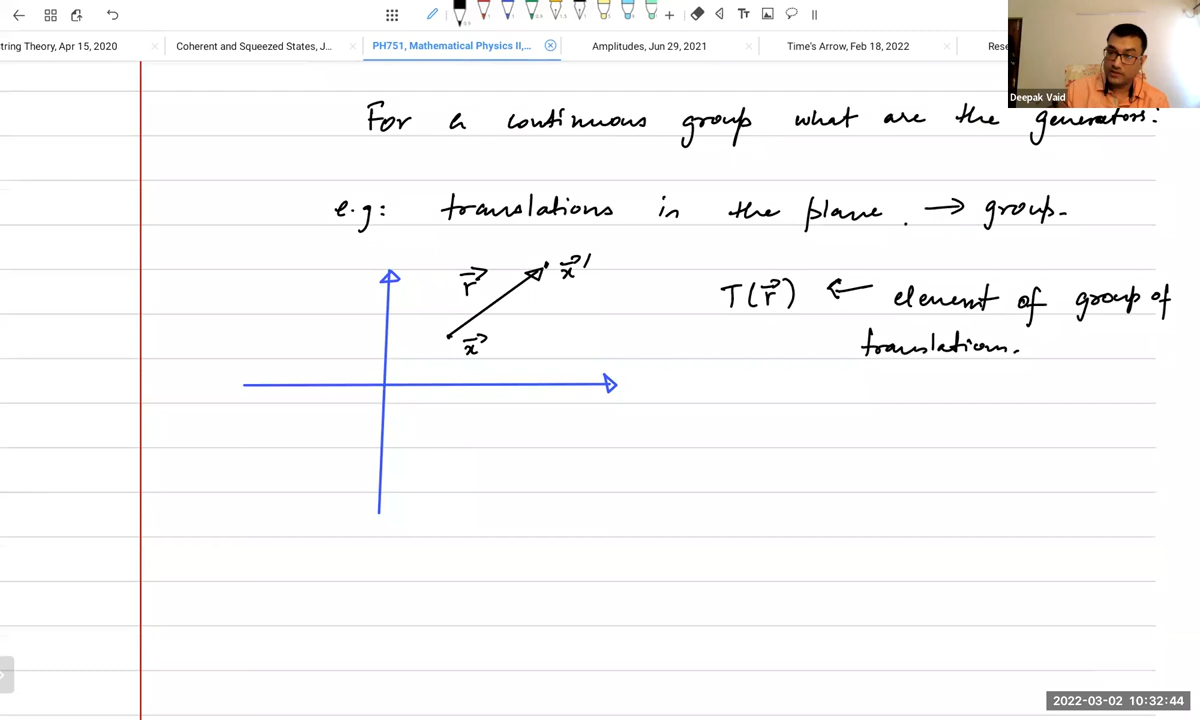 tring Theory, Apr 15, 2020
Coherent and Squeezed States, J...
PH751, Mathematical Physics II,...
Amplitudes, Jun 29, 2021
Time's Arrow, Feb 18, 2022
Rese
Deepak Vaid
For a continuous group what are the generators.
e.g: translations in the plane. → group.
r⃗
x⃗'
x⃗
T(r⃗) ← element of group of
translations.
2022-03-02 10:32:44